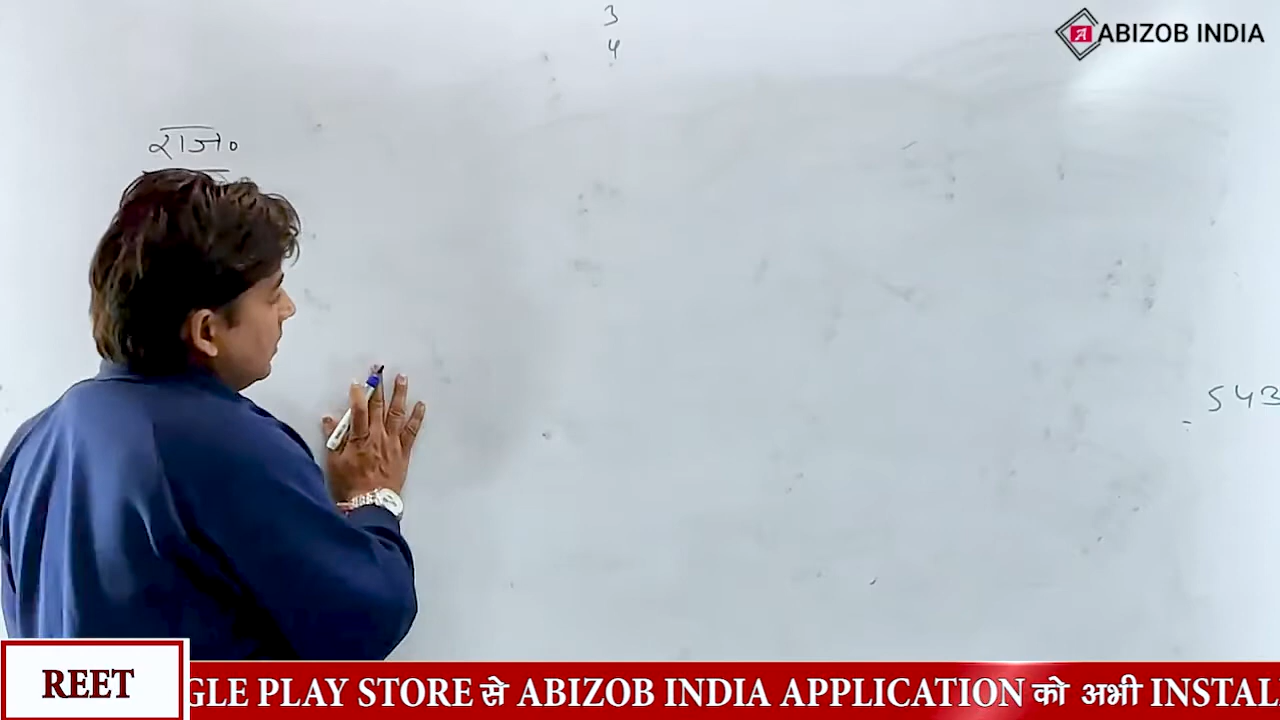 3
4
ABIZOB INDIA
राज०
543
REET
GLE PLAY STORE से ABIZOB INDIA APPLICATION को अभी INSTAL